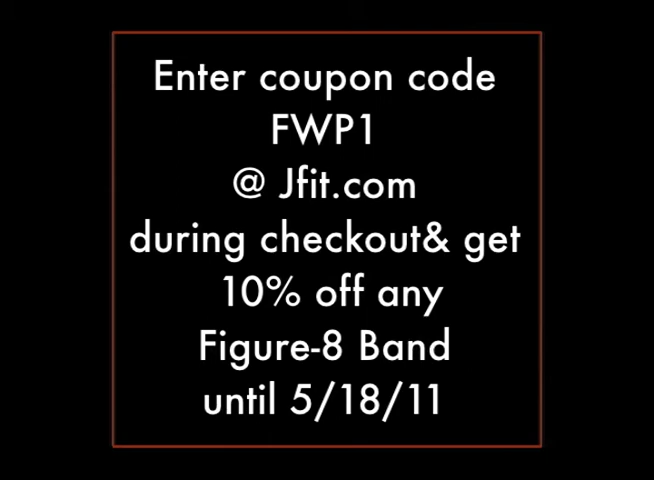 Enter coupon code
FWP1
@ Jfit.com
during checkout& get
10% off any
Figure-8 Band
until 5/18/11